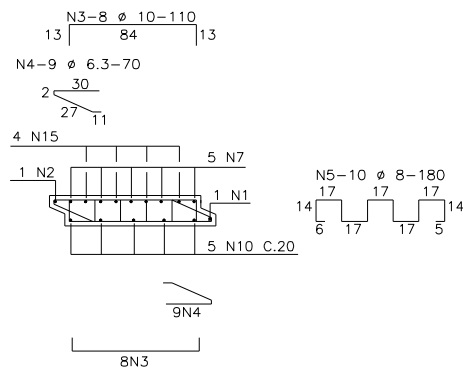 N3-8 ø 10-110
13 84 13
N4-9 ø 6.3-70
30
2
27
11
4 N15
5 N7
1 N2
1 N1
N5-10 ø 8-180
17 17 17
14 14
6 17 17 5
5 N10 C.20
9N4
8N3